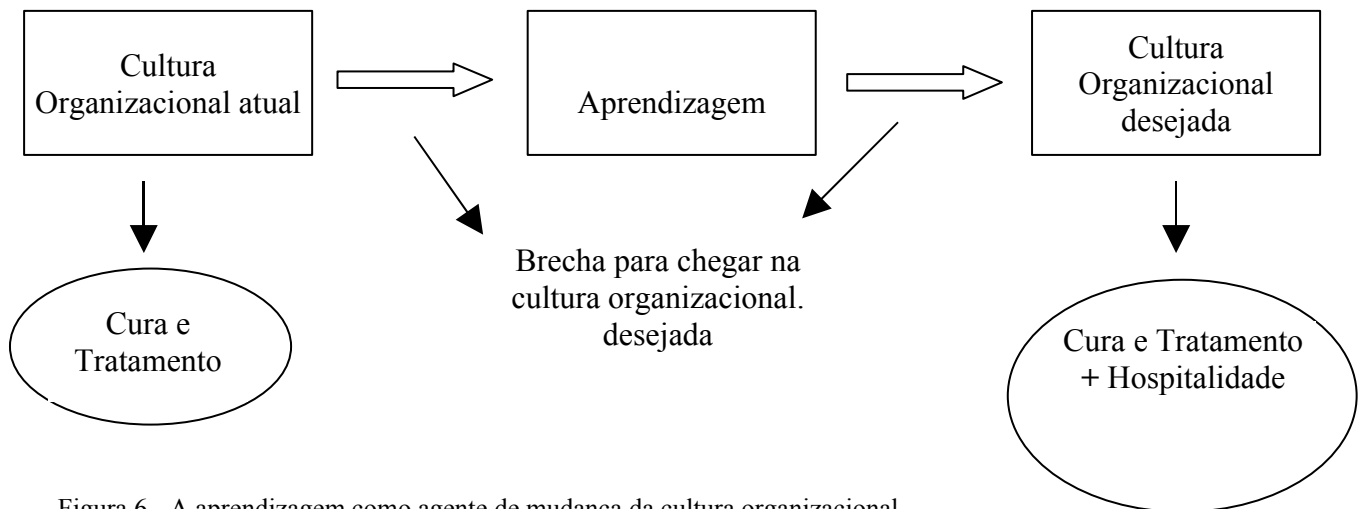 Cultura
Organizacional atual
Aprendizagem
Cultura
Organizacional
desejada
Brecha para chegar na
cultura organizacional.
desejada
Cura e
Tratamento
Cura e Tratamento
+ Hospitalidade
Figura 6 – A aprendizagem como agente de mudança da cultura organizacional